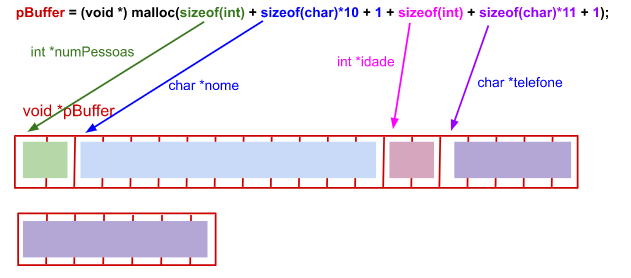 pBuffer = (void *) malloc(sizeof(int) + sizeof(char)*10 + 1 + sizeof(int) + sizeof(char)*11 + 1);
int *numPessoas
int *idade
char *nome
char *telefone
void *pBuffer